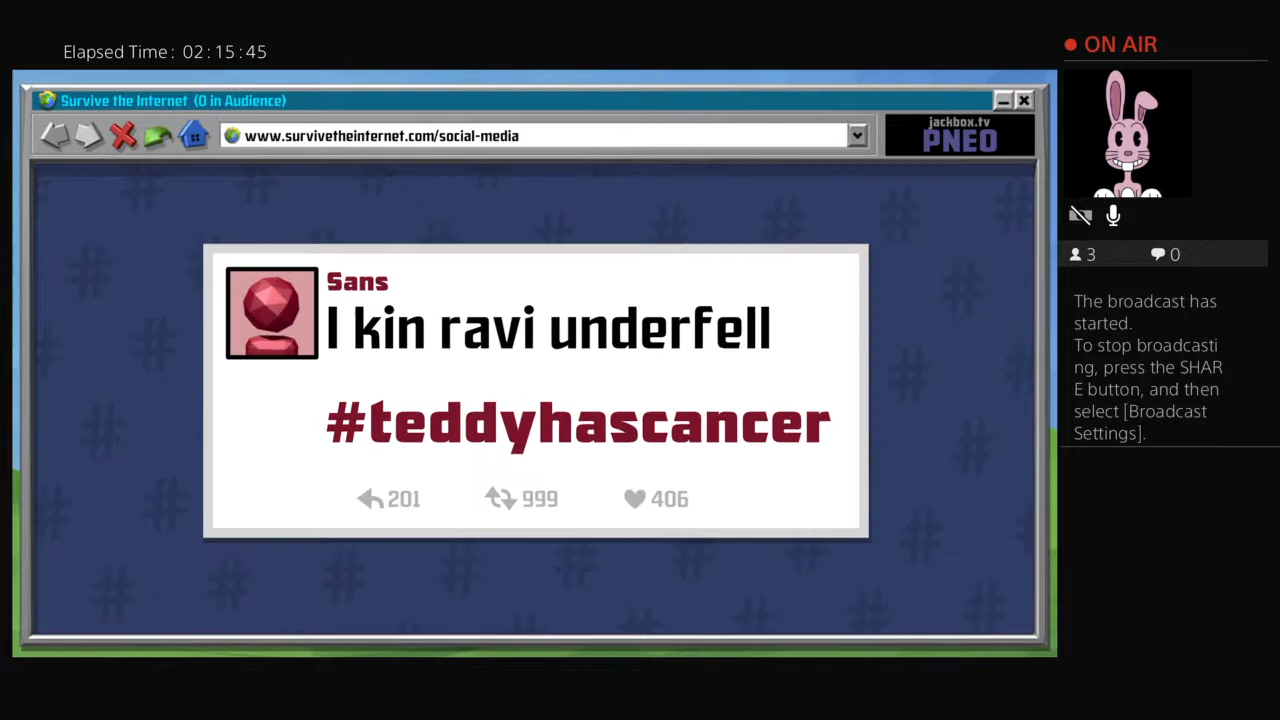 Elapsed Time: 02:15:45
ON AIR
Survive the Internet (0 in Audience)
www.survivetheinternet.com/social-media
jackbox.tv
PNEO
Sans
I kin ravi underfell
#teddyhascancer
201 999 406
3 0
The broadcast has
started.
To stop broadcasti
ng, press the SHAR
E button, and then
select [Broadcast
Settings].